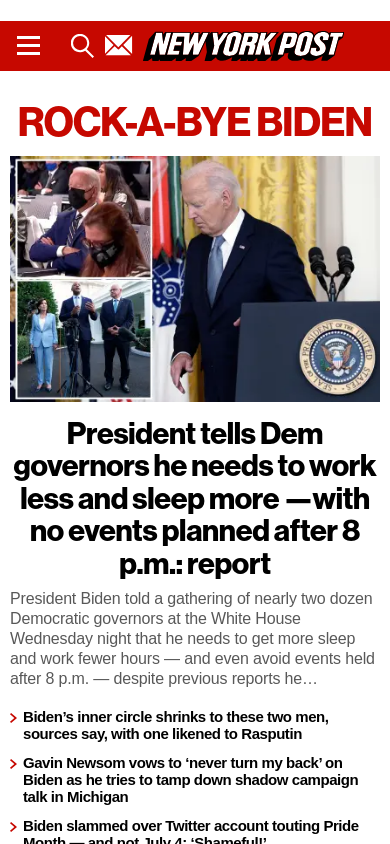 NEW YORK POST
ROCK-A-BYE BIDEN
President tells Dem
governors he needs to work
less and sleep more —with
no events planned after 8
p.m.: report
President Biden told a gathering of nearly two dozen
Democratic governors at the White House
Wednesday night that he needs to get more sleep
and work fewer hours — and even avoid events held
after 8 p.m. — despite previous reports he…
Biden’s inner circle shrinks to these two men,
sources say, with one likened to Rasputin
Gavin Newsom vows to ‘never turn my back’ on
Biden as he tries to tamp down shadow campaign
talk in Michigan
Biden slammed over Twitter account touting Pride
Month — and not July 4: ‘Shameful!’